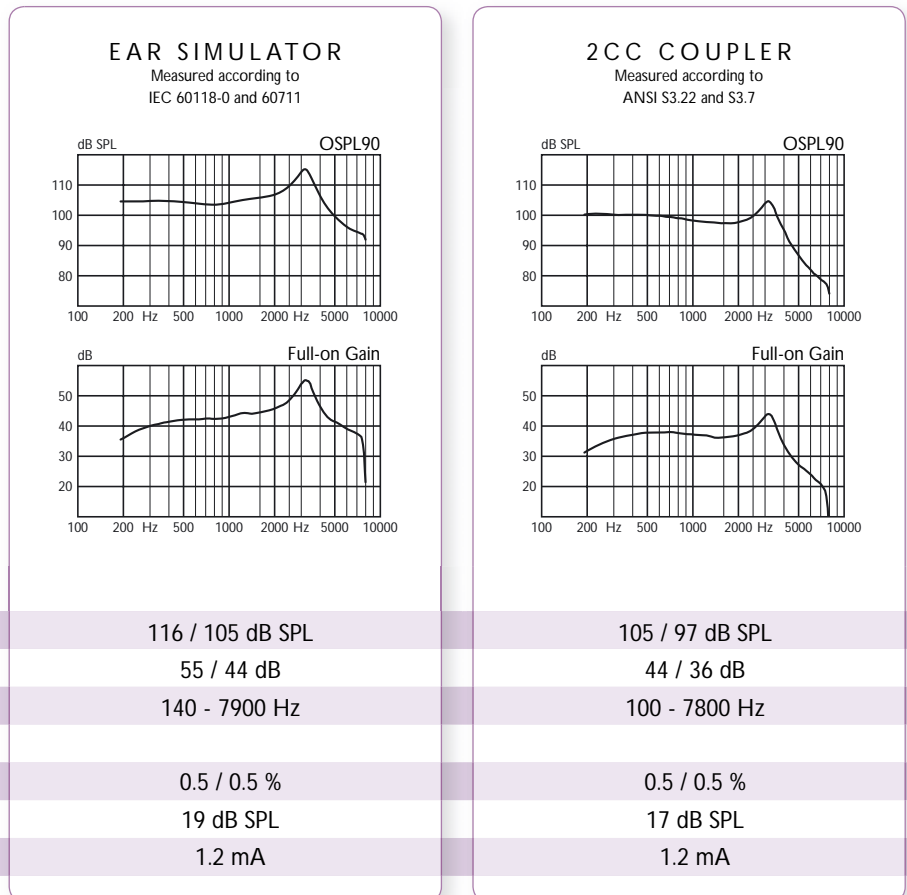 EAR SIMULATOR
Measured according to
IEC 60118-0 and 60711
dB SPL OSPL90
110
100
90
80
100 200 Hz 500 1000 2000 Hz 5000 10000
dB Full-on Gain
50
40
30
20
100 200 Hz 500 1000 2000 Hz 5000 10000
116 / 105 dB SPL
55 / 44 dB
140 - 7900 Hz
0.5 / 0.5 %
19 dB SPL
1.2 mA
2CC COUPLER
Measured according to
ANSI S3.22 and S3.7
dB SPL OSPL90
110
100
90
80
100 200 Hz 500 1000 2000 Hz 5000 10000
dB Full-on Gain
50
40
30
20
100 200 Hz 500 1000 2000 Hz 5000 10000
105 / 97 dB SPL
44 / 36 dB
100 - 7800 Hz
0.5 / 0.5 %
17 dB SPL
1.2 mA